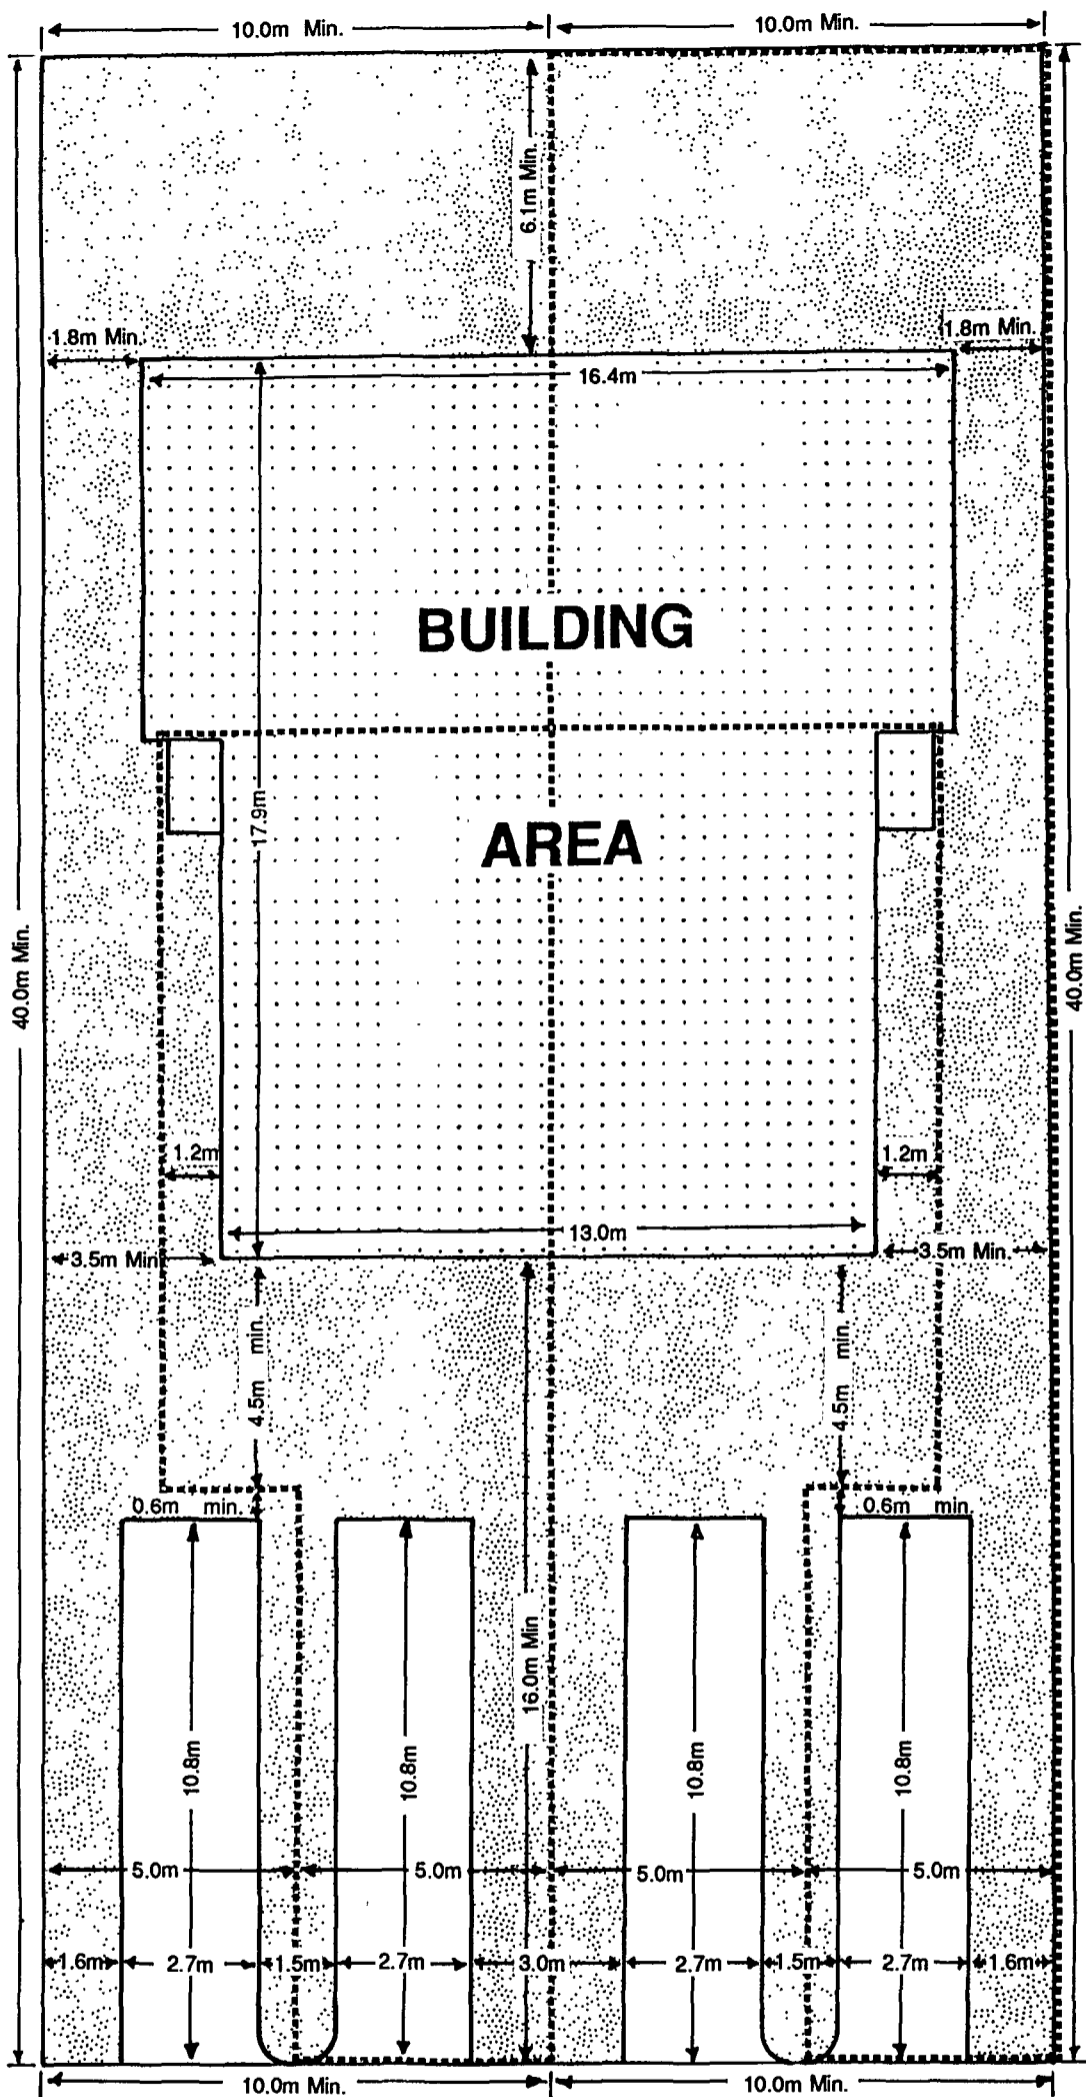 10.0m Min.
10.0m Min.
6.1m Min.
1.8m Min.
1.8m Min.
16.4m
BUILDING
17.9m
AREA
40.0m Min.
40.0m Min.
1.2m
1.2m
13.0m
3.5m Min
3.5m Min.
4.5m min.
4.5m min.
0.6m min.
0.6m min
16.0m Min
10.8m
10.8m
10.8m
10.8m
5.0m
5.0m
5.0m
5.0m
1.6m
2.7m
1.5m
2.7m
3.0m
2.7m
1.5m
2.7m
1.6m
10.0m Min.
10.0m Min.